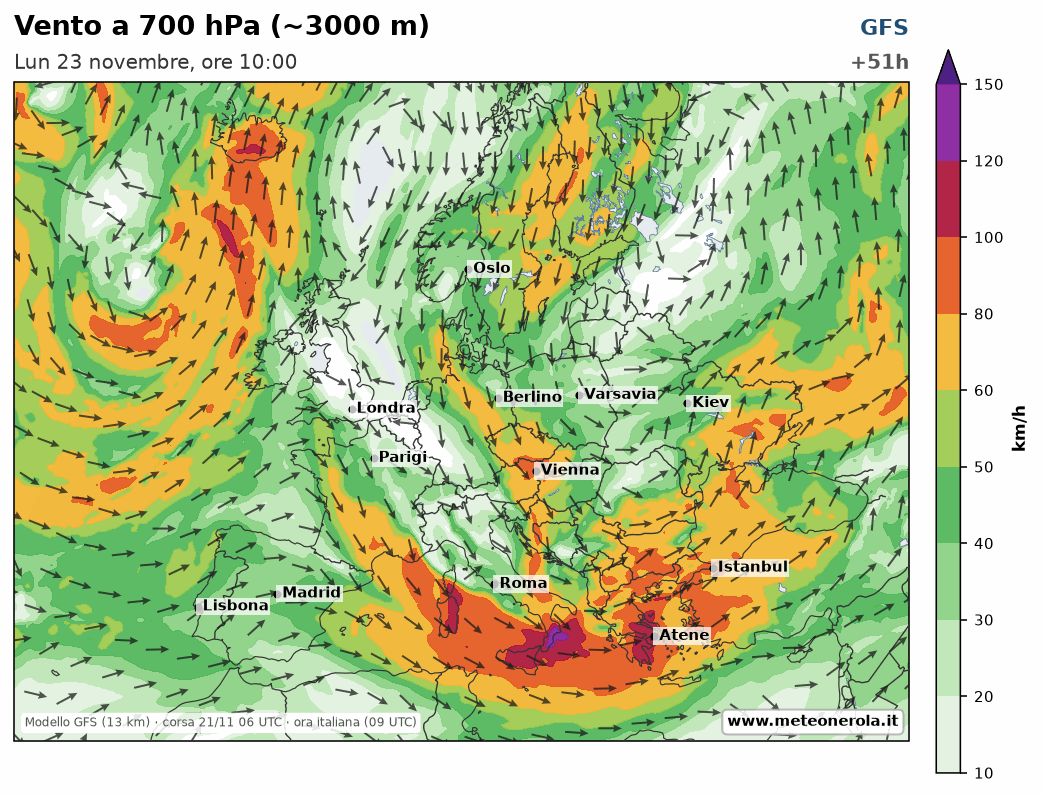 Vento a 700 hPa (~3000 m)
GFS
Lun 23 novembre, ore 10:00
+51h
150
120
100
80
60
50
40
30
20
10
km/h
Oslo
Berlino
Varsavia
Kiev
Londra
Parigi
Vienna
Roma
Istanbul
Madrid
Lisbona
Atene
Modello GFS (13 km) · corsa 21/11 06 UTC · ora italiana (09 UTC)
www.meteonerola.it